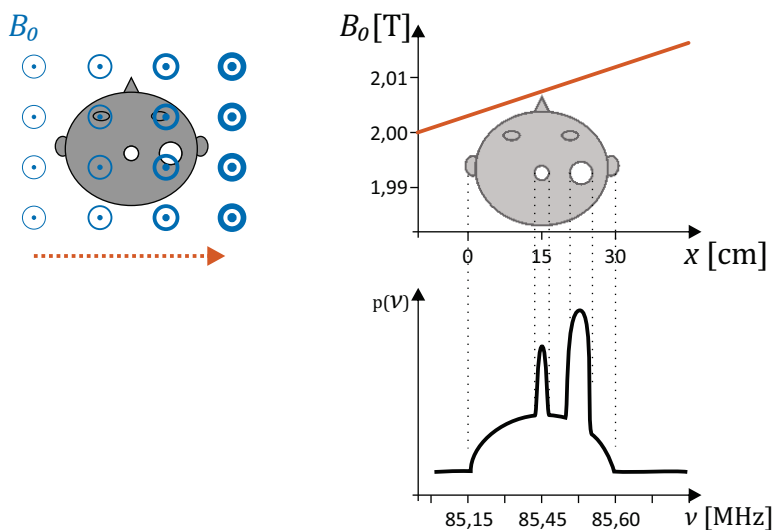 B₀
B₀ [T]
2,01
2,00
1,99
0
15
30
x [cm]
p(ν)
85,15
85,45
85,60
ν [MHz]